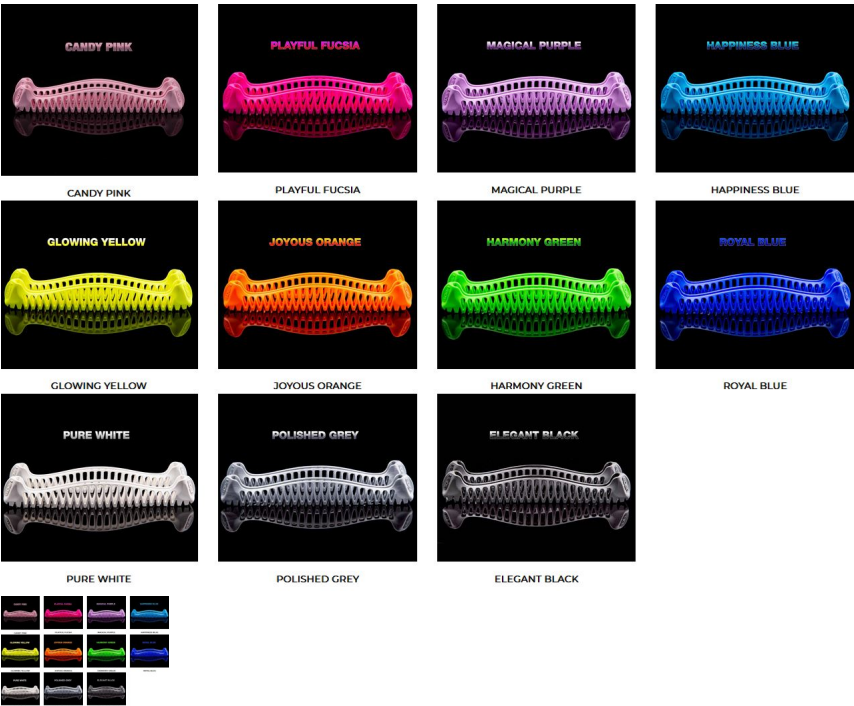 CANDY PINK
PLAYFUL FUCSIA
MAGICAL PURPLE
HAPPINESS BLUE
CANDY PINK
PLAYFUL FUCSIA
MAGICAL PURPLE
HAPPINESS BLUE
GLOWING YELLOW
JOYOUS ORANGE
HARMONY GREEN
ROYAL BLUE
GLOWING YELLOW
JOYOUS ORANGE
HARMONY GREEN
ROYAL BLUE
PURE WHITE
POLISHED GREY
ELEGANT BLACK
PURE WHITE
POLISHED GREY
ELEGANT BLACK